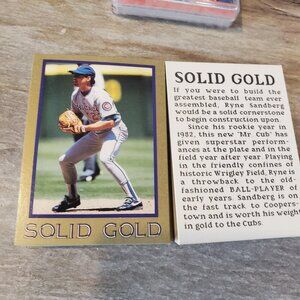 SOLID GOLD
SOLID GOLD
If you were to build the
greatest baseball team ever
assembled, Ryne Sandberg
would be a solid cornerstone
to begin construction upon.
Since his rookie year in
1982, this new "Mr Cub" has
given superstar perform-
ances at the plate and in the
field year after year. Playing
in the friendly confines of
historic Wrigley Field, Ryne is
a throwback to the old-
fashioned BALL-PLAYER of
early years. Sandberg is on
the fast track to Coopers-
town and is worth his weight
in gold to the Cubs.